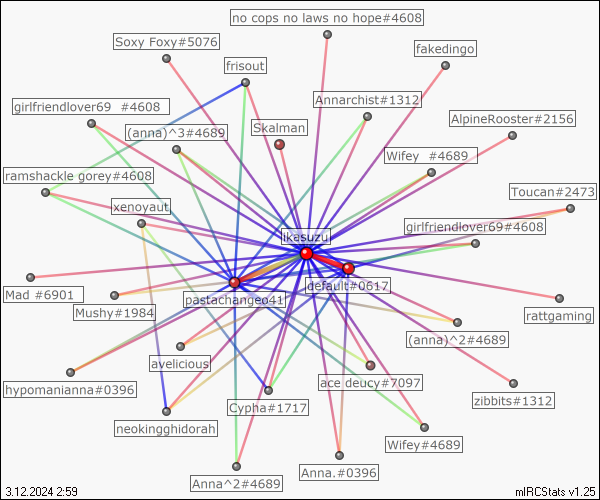 no cops no laws no hope#4608
Soxy Foxy#5076
fakedingo
frisout
girlfriendlover69 #4608
Annarchist#1312
AlpineRooster#2156
(anna)^3#4689
Skalman
Wifey #4689
ramshackle gorey#4608
Toucan#2473
xenoyaut
girlfriendlover69#4689
ikasuzu
default#0617
Mad #6901
pastachangeo41
Mushy#1984
rattgaming
(anna)^2#4689
avelicious
hypomanianna#0396
ace deucy#7097
zibbits#1312
Cypha#1717
neokingghidorah
Wifey#4689
Anna.#0396
Anna^2#4689
3.12.2024 2:59
mIRCStats v1.25